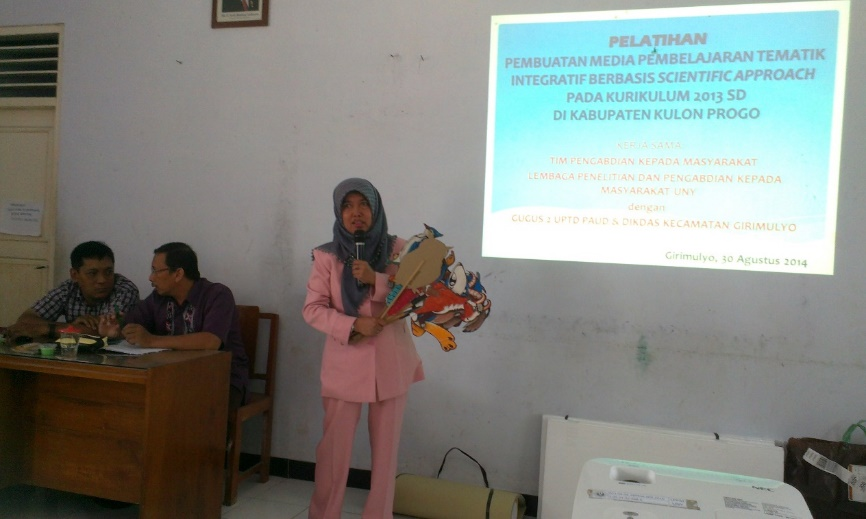 PELATIHAN
PEMBUATAN MEDIA PEMBELAJARAN TEMATIK
INTEGRATIF BERBASIS SCIENTIFIC APPROACH
PADA KURIKULUM 2013 SD
DI KABUPATEN KULON PROGO
KERJA SAMA
TIM PENGABDIAN KEPADA MASYARAKAT
LEMBAGA PENELITIAN DAN PENGABDIAN KEPADA
MASYARAKAT UNY
dengan
GUGUS 2 UPTD PAUD & DIKDAS KECAMATAN GIRIMULYO
Girimulyo, 30 Agustus 2014